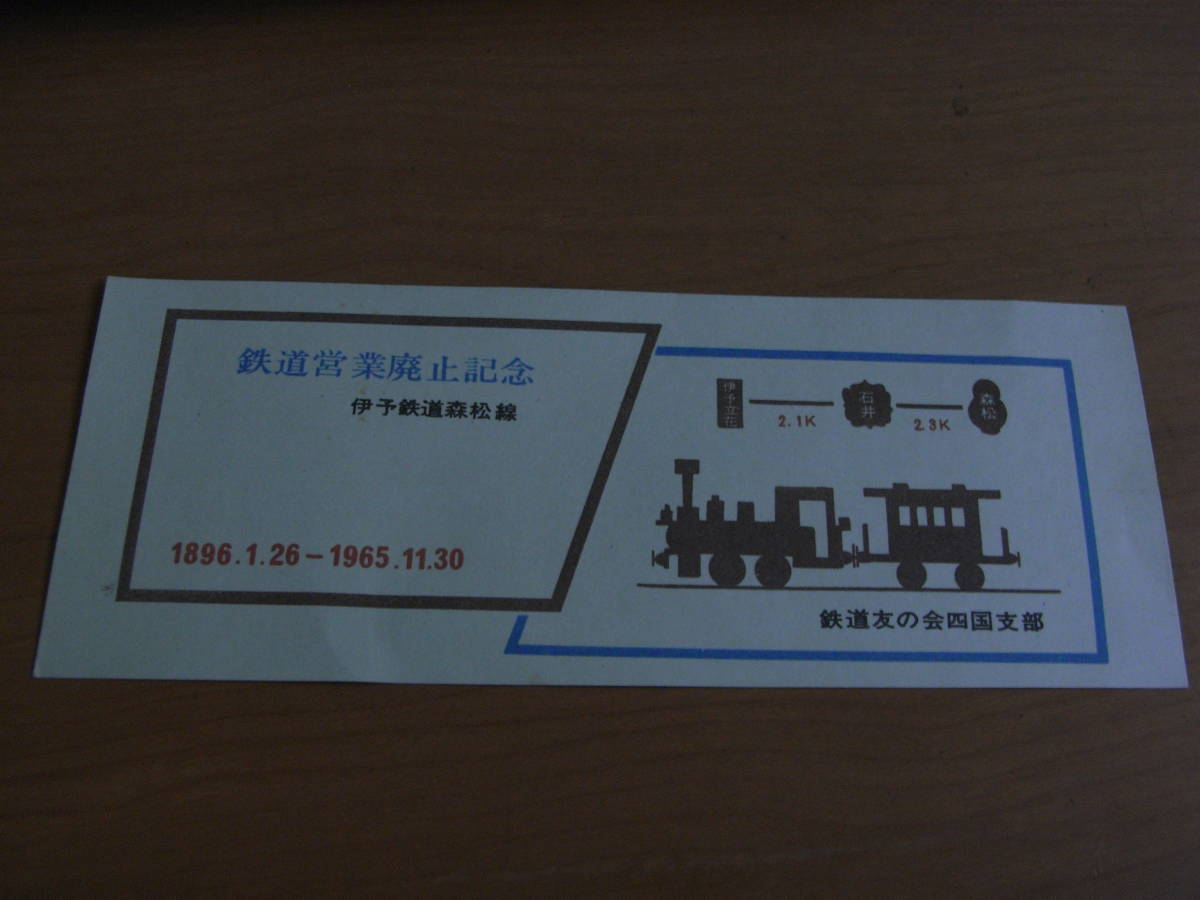 鉄道営業廃止記念
伊予鉄道森松線
1896.1.26－1965.11.30
伊予立花
2.1K
石井
2.3K
森松
鉄道友の会四国支部